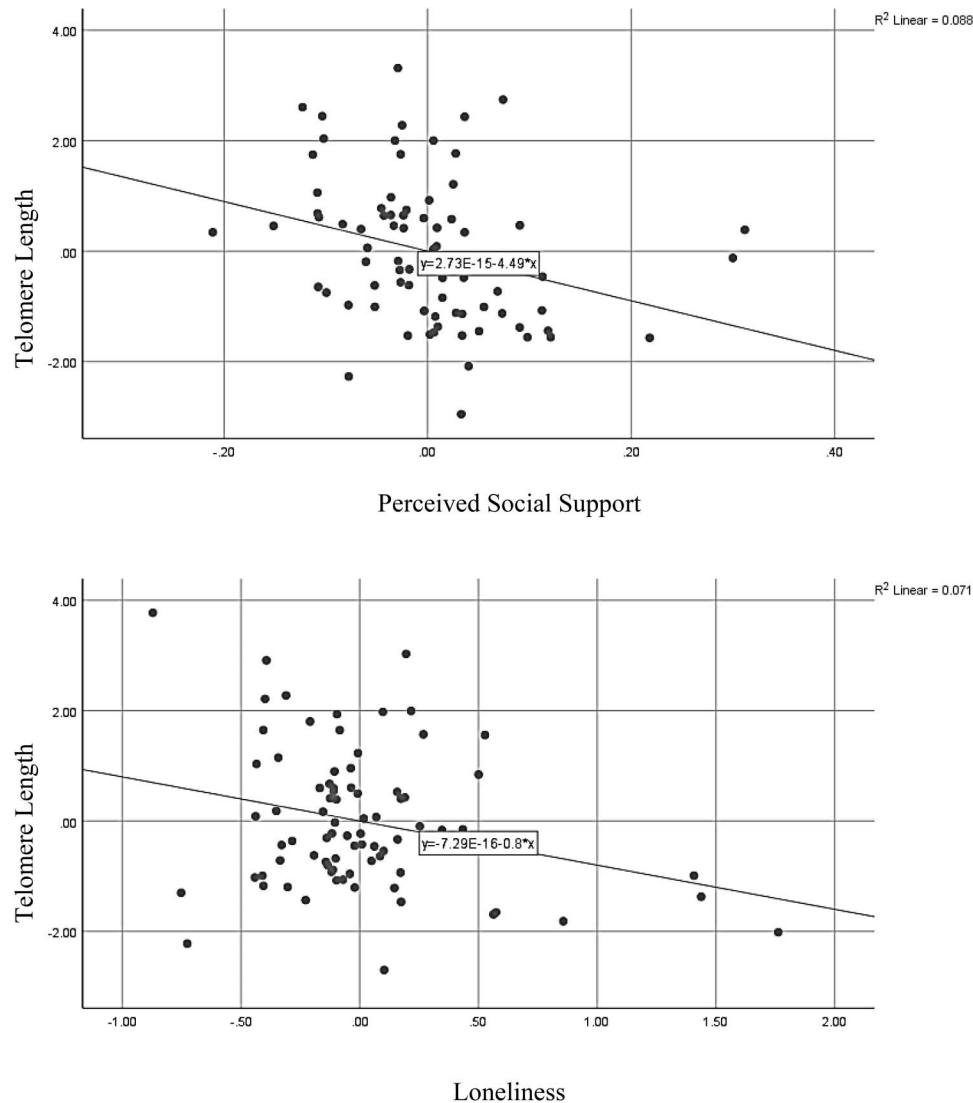 R² Linear = 0.088
4.00
2.00
.00
-2.00
Telomere Length
y=2.73E-15-4.49*x
-.20
.00
.20
.40
Perceived Social Support
R² Linear = 0.071
4.00
2.00
.00
-2.00
Telomere Length
y=-7.29E-16-0.8*x
-1.00
-.50
.00
.50
1.00
1.50
2.00
Loneliness